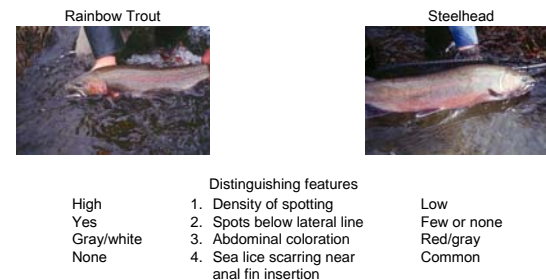 Rainbow Trout Steelhead
Distinguishing features
High 1. Density of spotting Low
Yes 2. Spots below lateral line Few or none
Gray/white 3. Abdominal coloration Red/gray
None 4. Sea lice scarring near Common
anal fin insertion